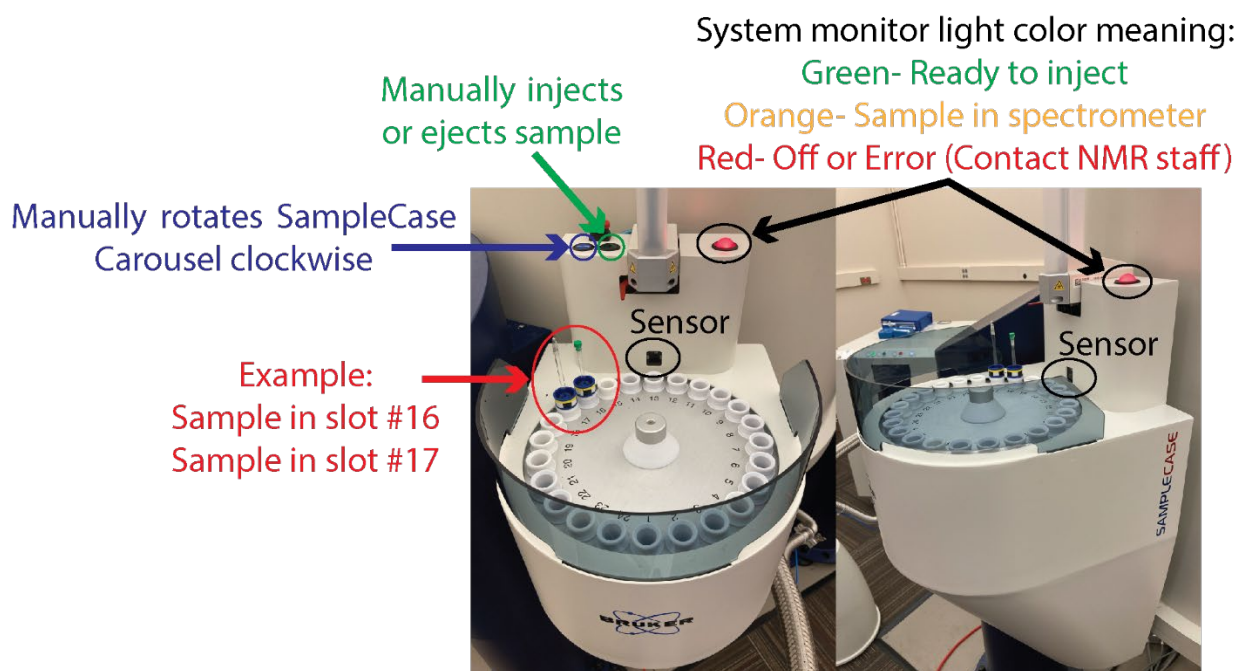 System monitor light color meaning:
Green- Ready to inject
Orange- Sample in spectrometer
Red- Off or Error (Contact NMR staff)
Manually injects
or ejects sample
Manually rotates SampleCase
Carousel clockwise
Sensor
Sensor
Example:
Sample in slot #16
Sample in slot #17
BRUKER
SAMPLECASE